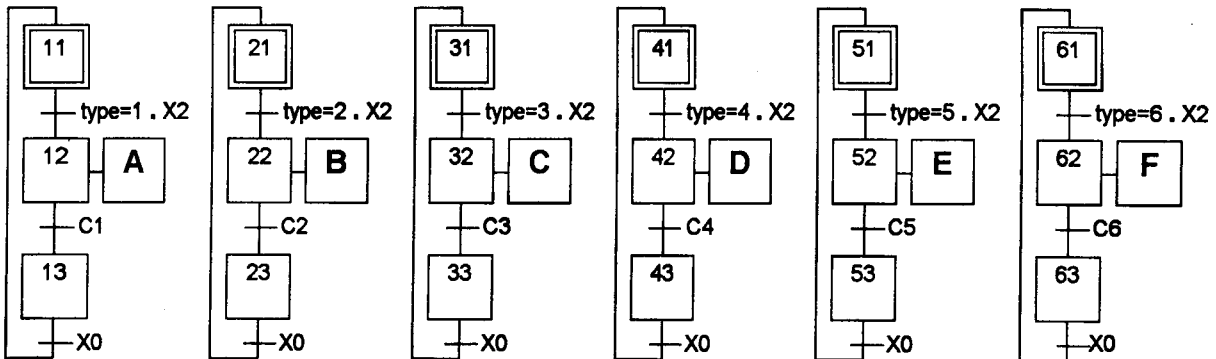 11 21 31 41 51 61
type=1 . X2 type=2 . X2 type=3 . X2 type=4 . X2 type=5 . X2 type=6 . X2
12 A 22 B 32 C 42 D 52 E 62 F
C1 C2 C3 C4 C5 C6
13 23 33 43 53 63
X0 X0 X0 X0 X0 X0